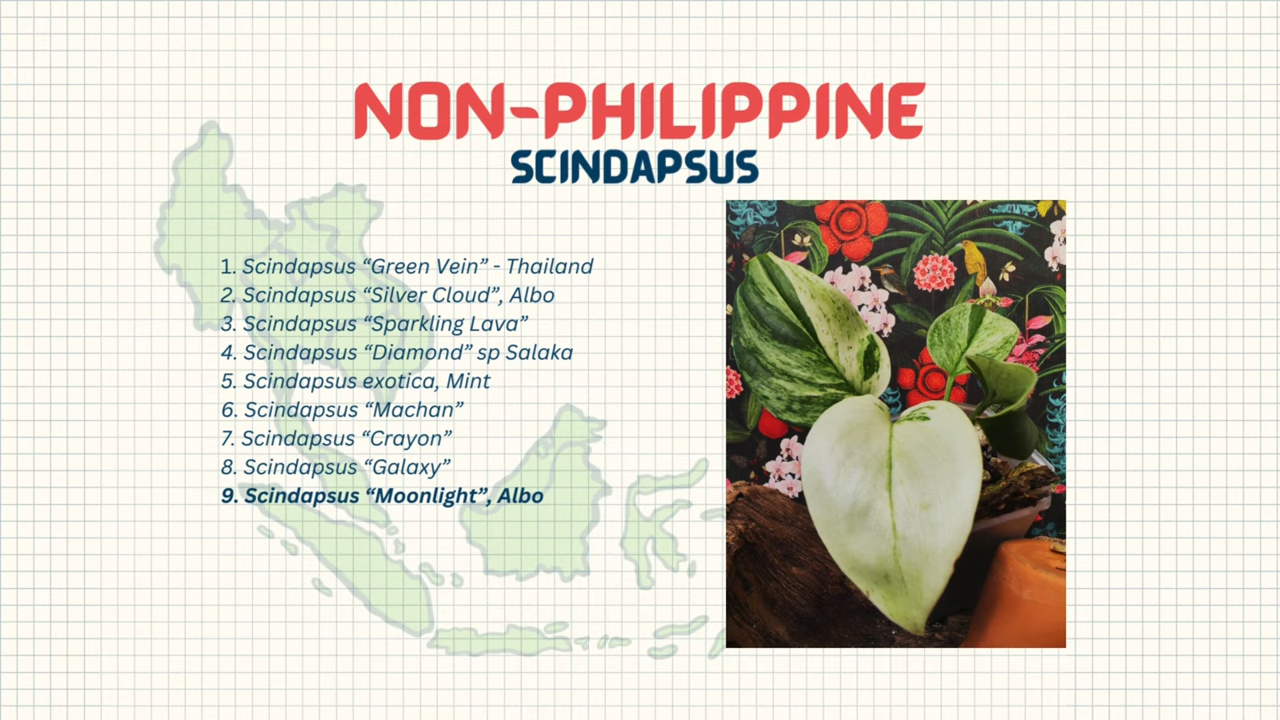 NON-PHILIPPINE
SCINDAPSUS
1. Scindapsus “Green Vein” - Thailand
2. Scindapsus “Silver Cloud”, Albo
3. Scindapsus “Sparkling Lava”
4. Scindapsus “Diamond” sp Salaka
5. Scindapsus exotica, Mint
6. Scindapsus “Machan”
7. Scindapsus “Crayon”
8. Scindapsus “Galaxy”
9. Scindapsus “Moonlight”, Albo